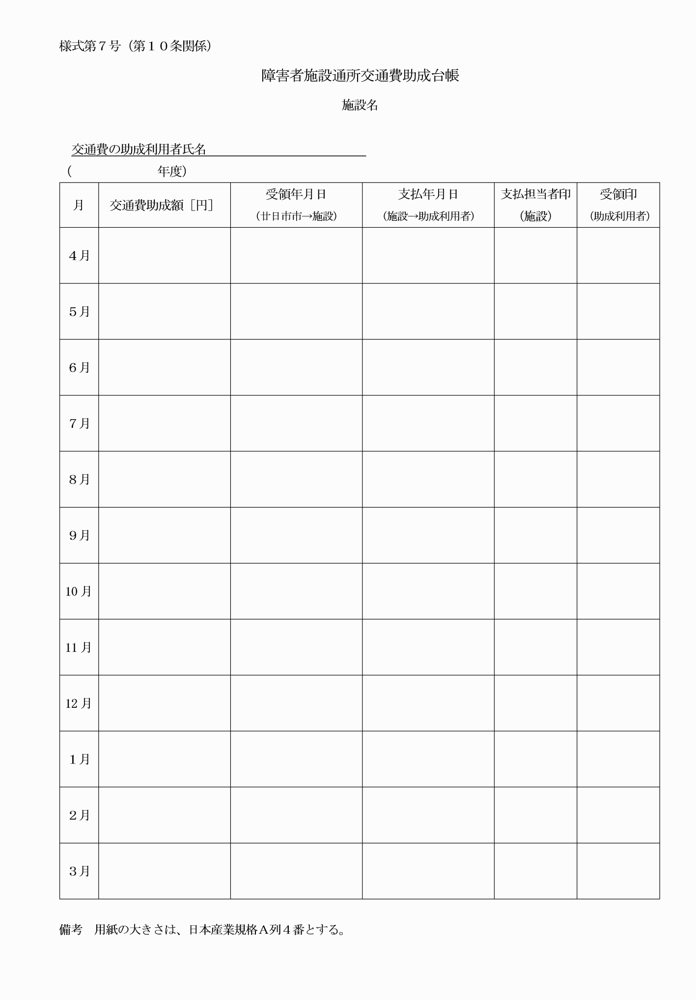 様式第７号（第１０条関係）
障害者施設通所交通費助成台帳
施設名
交通費の助成利用者氏名
（　　　　　　　年度）
月　交通費助成額［円］　受領年月日　支払年月日　支払担当者印　受領印
（廿日市市→施設）　（施設→助成利用者）　（施設）　（助成利用者）
４月
５月
６月
７月
８月
９月
10 月
11 月
12 月
１月
２月
３月
備考　用紙の大きさは、日本産業規格Ａ列４番とする。